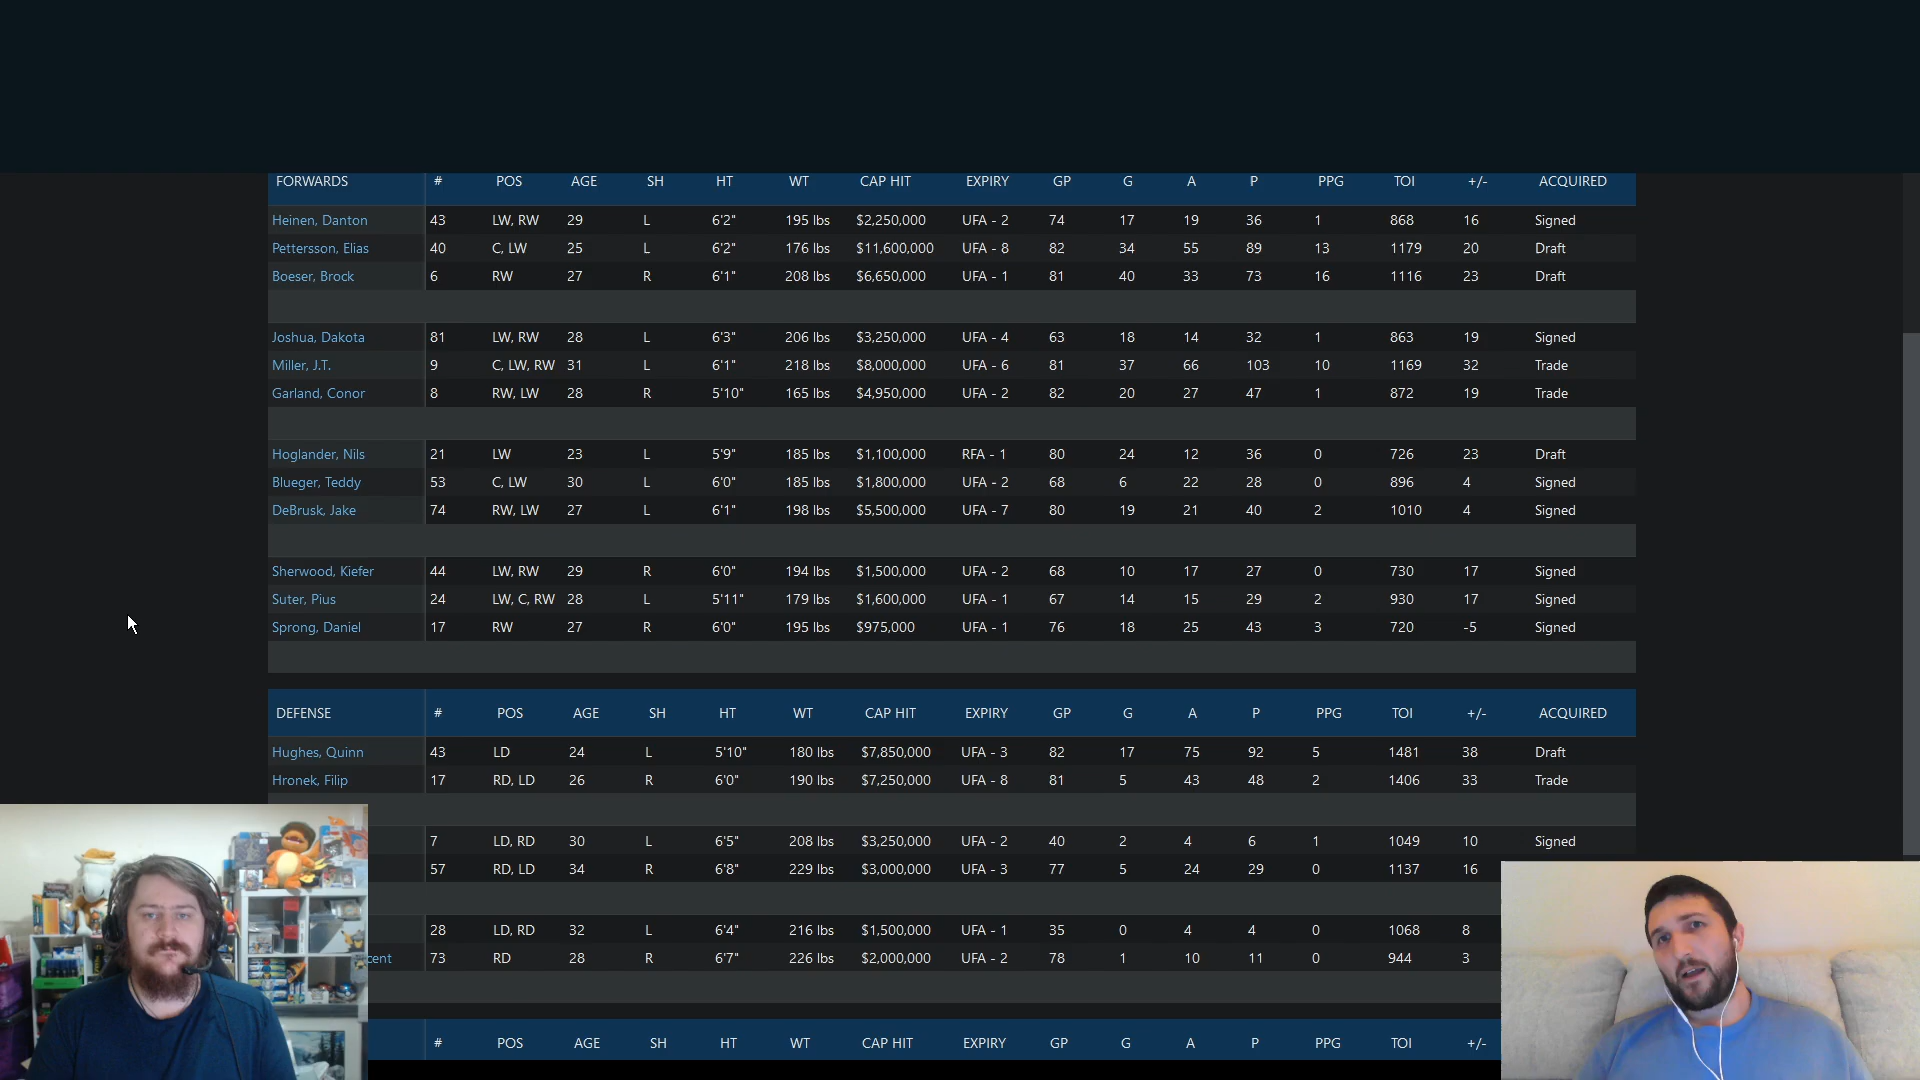 FORWARDS # POS AGE SH HT WT CAP HIT EXPIRY GP G A P PPG TOI +/- ACQUIRED
Heinen, Danton 43 LW, RW 29 L 6'2" 195 lbs $2,250,000 UFA - 2 74 17 19 36 1 868 16 Signed
Pettersson, Elias 40 C, LW 25 L 6'2" 176 lbs $11,600,000 UFA - 8 82 34 55 89 13 1179 20 Draft
Boeser, Brock 6 RW 27 R 6'1" 208 lbs $6,650,000 UFA - 1 81 40 33 73 16 1116 23 Draft
Joshua, Dakota 81 LW, RW 28 L 6'3" 206 lbs $3,250,000 UFA - 4 63 18 14 32 1 863 19 Signed
Miller, J.T. 9 C, LW, RW 31 L 6'1" 218 lbs $8,000,000 UFA - 6 81 37 66 103 10 1169 32 Trade
Garland, Conor 8 RW, LW 28 R 5'10" 165 lbs $4,950,000 UFA - 2 82 20 27 47 1 872 19 Trade
Hoglander, Nils 21 LW 23 L 5'9" 185 lbs $1,100,000 RFA - 1 80 24 12 36 0 726 23 Draft
Blueger, Teddy 53 C, LW 30 L 6'0" 185 lbs $1,800,000 UFA - 2 68 6 22 28 0 896 4 Signed
DeBrusk, Jake 74 RW, LW 27 L 6'1" 198 lbs $5,500,000 UFA - 7 80 19 21 40 2 1010 4 Signed
Sherwood, Kiefer 44 LW, RW 29 R 6'0" 194 lbs $1,500,000 UFA - 2 68 10 17 27 0 730 17 Signed
Suter, Pius 24 LW, C, RW 28 L 5'11" 179 lbs $1,600,000 UFA - 1 67 14 15 29 2 930 17 Signed
Sprong, Daniel 17 RW 27 R 6'0" 195 lbs $975,000 UFA - 1 76 18 25 43 3 720 -5 Signed
DEFENSE # POS AGE SH HT WT CAP HIT EXPIRY GP G A P PPG TOI +/- ACQUIRED
Hughes, Quinn 43 LD 24 L 5'10" 180 lbs $7,850,000 UFA - 3 82 17 75 92 5 1481 38 Draft
Hronek, Filip 17 RD, LD 26 R 6'0" 190 lbs $7,250,000 UFA - 8 81 5 43 48 2 1406 33 Trade
7 LD, RD 30 L 6'5" 208 lbs $3,250,000 UFA - 2 40 2 4 6 1 1049 10 Signed
57 RD, LD 34 R 6'8" 229 lbs $3,000,000 UFA - 3 77 5 24 29 0 1137 16
28 LD, RD 32 L 6'4" 216 lbs $1,500,000 UFA - 1 35 0 4 4 0 1068 8
cent 73 RD 28 R 6'7" 226 lbs $2,000,000 UFA - 2 78 1 10 11 0 944 3
# POS AGE SH HT WT CAP HIT EXPIRY GP G A P PPG TOI +/-